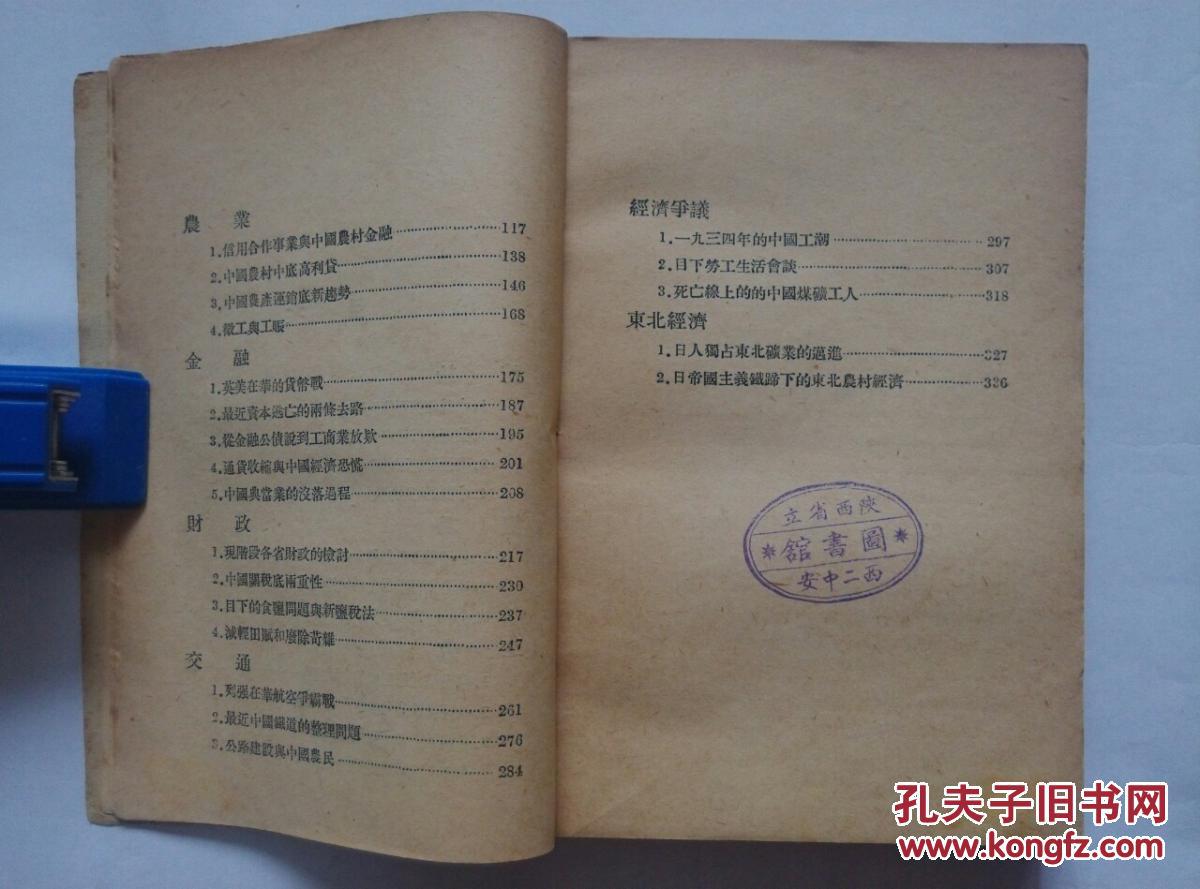 農 業
1.信用合作事業與中國農村金融 117
2.中國農村中底高利貸 138
3.中國農產運銷底新趨勢 146
4.徵工與工賑 168
金 融
1.英美在華的貨幣戰 175
2.最近資本逃亡的兩條去路 187
3.從金融公債說到工商業放款 195
4.通貨收縮與中國經濟恐慌 201
5.中國典當業的沒落過程 208
財 政
1.現階段各省財政的檢討 217
2.中國關稅底兩重性 230
3.目下的食鹽問題與新鹽稅法 237
4.減輕田賦和廢除苛雜 247
交 通
1.列强在華航空爭霸戰 261
2.最近中國鐵道的整理問題 276
3.公路建設與中國農民 284
經濟爭議
1.一九三四年的中國工潮 297
2.目下勞工生活會談 307
3.死亡線上的的中國煤礦工人 318
東北經濟
1.日人獨占東北礦業的邁進 327
2.日帝國主義鐵蹄下的東北農村經濟 336
陝西省立
圖書館
西安二中
孔夫子旧书网
www.kongfz.com